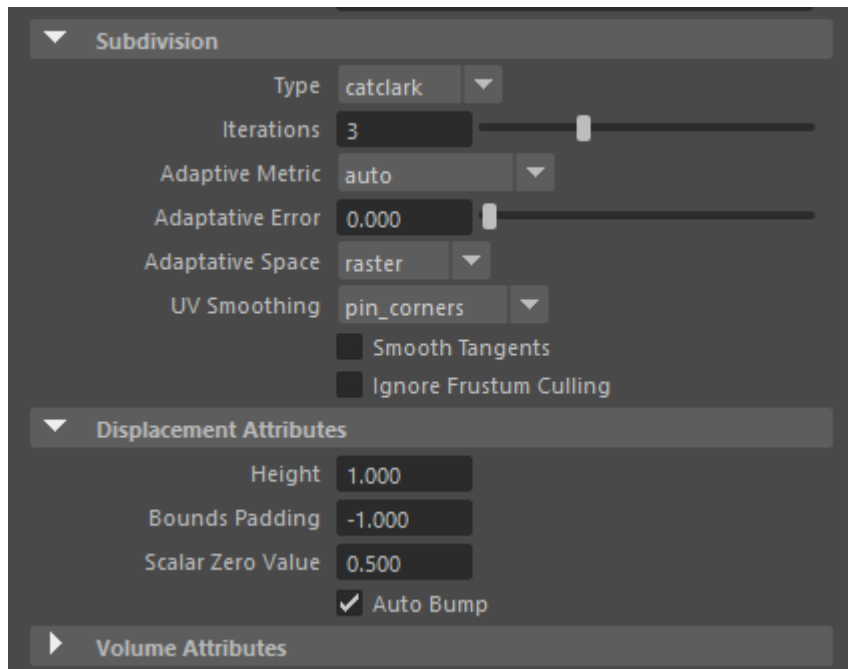 Subdivision
Type catclark
Iterations 3
Adaptive Metric auto
Adaptative Error 0.000
Adaptative Space raster
UV Smoothing pin_corners
Smooth Tangents
Ignore Frustum Culling
Displacement Attributes
Height 1.000
Bounds Padding -1.000
Scalar Zero Value 0.500
Auto Bump
Volume Attributes